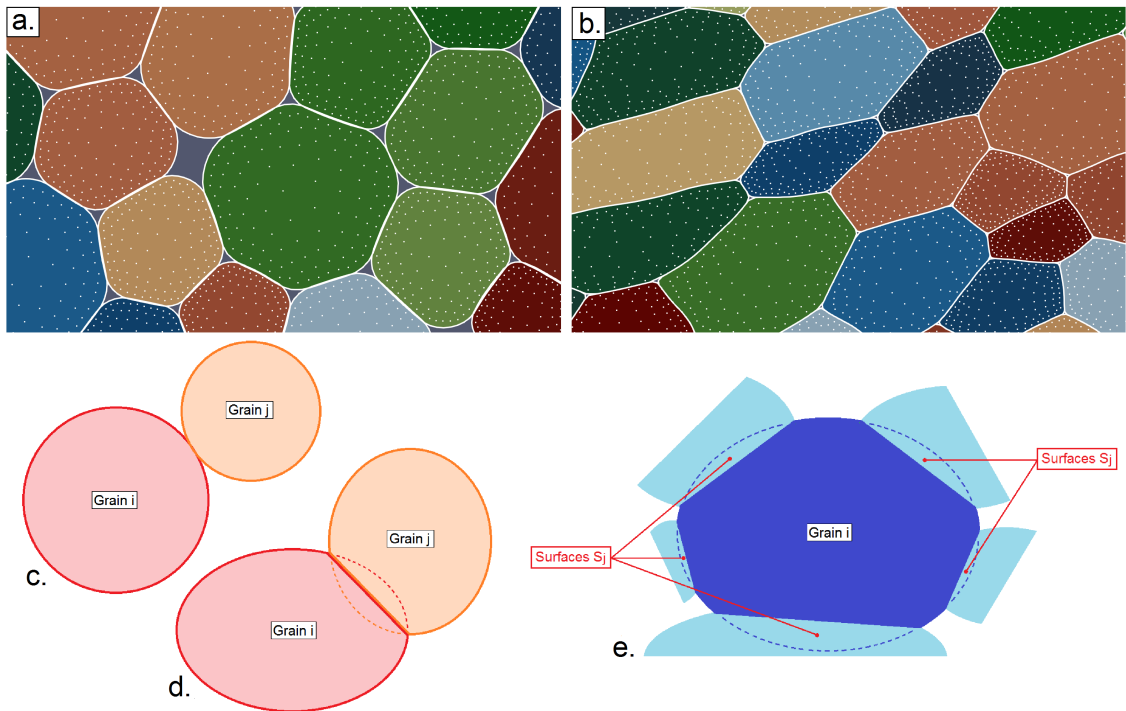 a.
b.
Grain j
Grain i
c.
Grain j
Grain i
d.
Surfaces Sj
Grain i
Surfaces Sj
e.